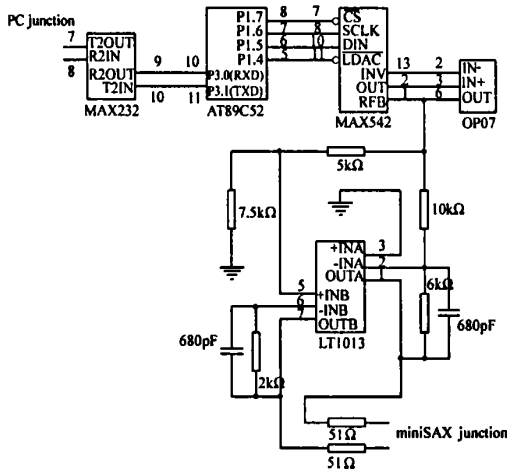 PC junction
7 T2OUT
8 R2IN
R2OUT 9 10 P3.0(RXD)
T2IN 10 11 P3.1(TXD)
MAX232
P1.7 8 7 CS
P1.6 7 8 SCLK
P1.5 6 10 DIN
P1.4 5 11 LDAC
AT89C52
INV 13 2 IN-
OUT 2 3 IN+
RFB 1 6 OUT
MAX542
OP07
5kΩ
7.5kΩ
10kΩ
+INA 3
-INA 2
OUTA 1
5 +INB
6 -INB
7 OUTB
LT1013
6kΩ
680pF
680pF
2kΩ
51Ω
miniSAX junction
51Ω